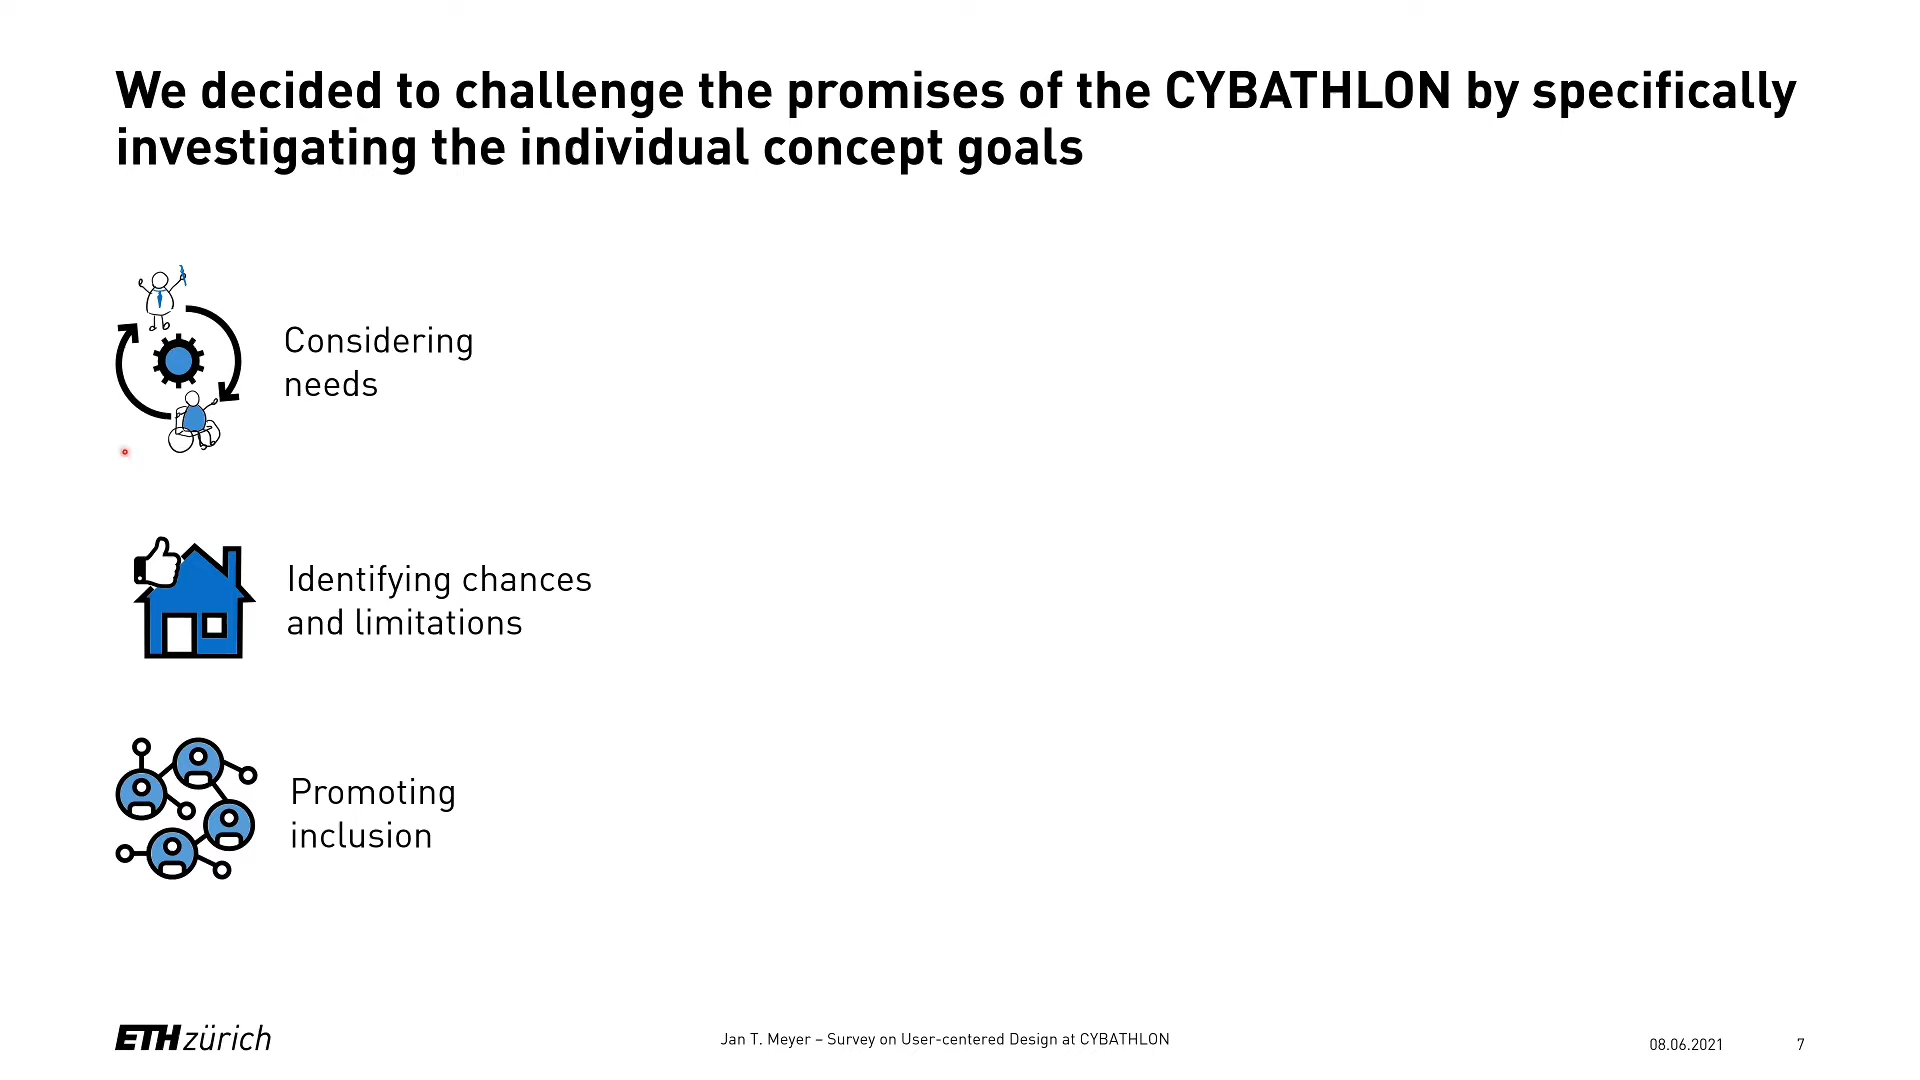 We decided to challenge the promises of the CYBATHLON by specifically
investigating the individual concept goals
Considering
needs
Identifying chances
and limitations
Promoting
inclusion
ETH zürich
Jan T. Meyer – Survey on User-centered Design at CYBATHLON
08.06.2021
7